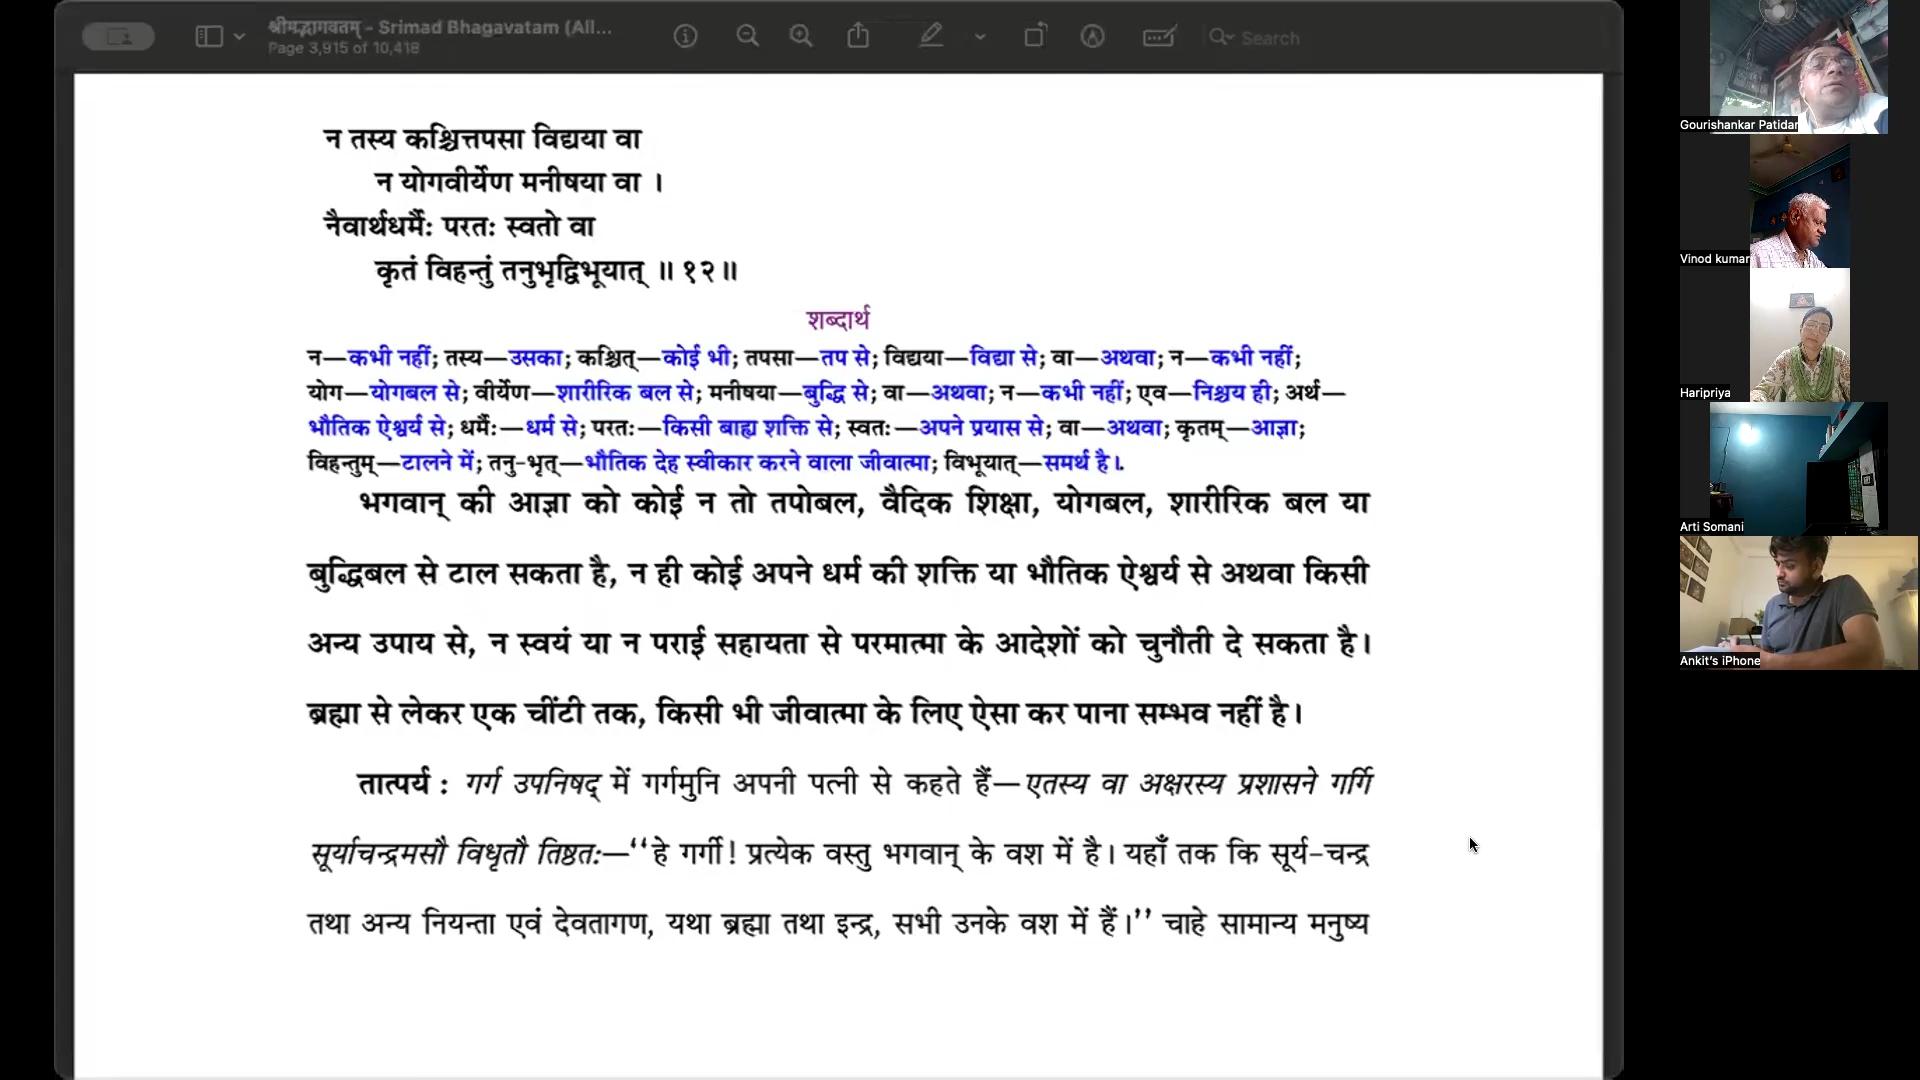 श्रीमद्भागवतम् - Srimad Bhagavatam (All...
Page 3,915 of 10,418
Search
न तस्य कश्चित्तपसा विद्यया वा
न योगवीर्येण मनीषया वा ।
नैवार्थधर्मैः परतः स्वतो वा
कृतं विहन्तुं तनुभृद्विभूयात् ॥ १२॥
शब्दार्थ
न—कभी नहीं; तस्य—उसका; कश्चित्—कोई भी; तपसा—तप से; विद्यया—विद्या से; वा—अथवा; न—कभी नहीं;
योग—योगबल से; वीर्येण—शारीरिक बल से; मनीषया—बुद्धि से; वा—अथवा; न—कभी नहीं; एव—निश्चय ही; अर्थ—
भौतिक ऐश्वर्य से; धर्मैः—धर्म से; परतः—किसी बाह्य शक्ति से; स्वतः—अपने प्रयास से; वा—अथवा; कृतम्—आज्ञा;
विहन्तुम्—टालने में; तनु-भृत्—भौतिक देह स्वीकार करने वाला जीवात्मा; विभूयात्—समर्थ है।.
भगवान् की आज्ञा को कोई न तो तपोबल, वैदिक शिक्षा, योगबल, शारीरिक बल या
बुद्धिबल से टाल सकता है, न ही कोई अपने धर्म की शक्ति या भौतिक ऐश्वर्य से अथवा किसी
अन्य उपाय से, न स्वयं या न पराई सहायता से परमात्मा के आदेशों को चुनौती दे सकता है।
ब्रह्मा से लेकर एक चींटी तक, किसी भी जीवात्मा के लिए ऐसा कर पाना सम्भव नहीं है।
तात्पर्य : गर्ग उपनिषद् में गर्गमुनि अपनी पत्नी से कहते हैं—एतस्य वा अक्षरस्य प्रशासने गर्गि
सूर्याचन्द्रमसौ विधृतौ तिष्ठतः—‘‘हे गर्गी! प्रत्येक वस्तु भगवान् के वश में है। यहाँ तक कि सूर्य-चन्द्र
तथा अन्य नियन्ता एवं देवतागण, यथा ब्रह्मा तथा इन्द्र, सभी उनके वश में हैं।’’ चाहे सामान्य मनुष्य
Gourishankar Patidar
Vinod kumar
Haripriya
Arti Somani
Ankit’s iPhone